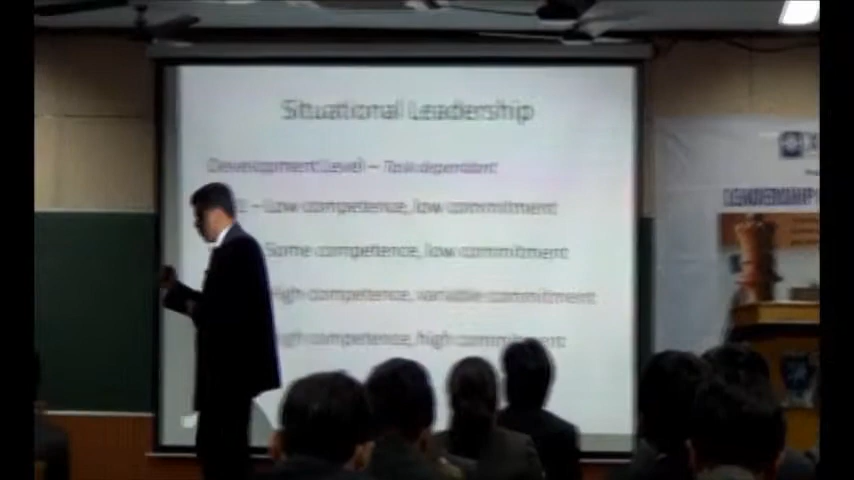 Situational Leadership
Development Level – Task dependent
– Low competence, low commitment
Some competence, low commitment
High competence, variable commitment
High competence, high commitment